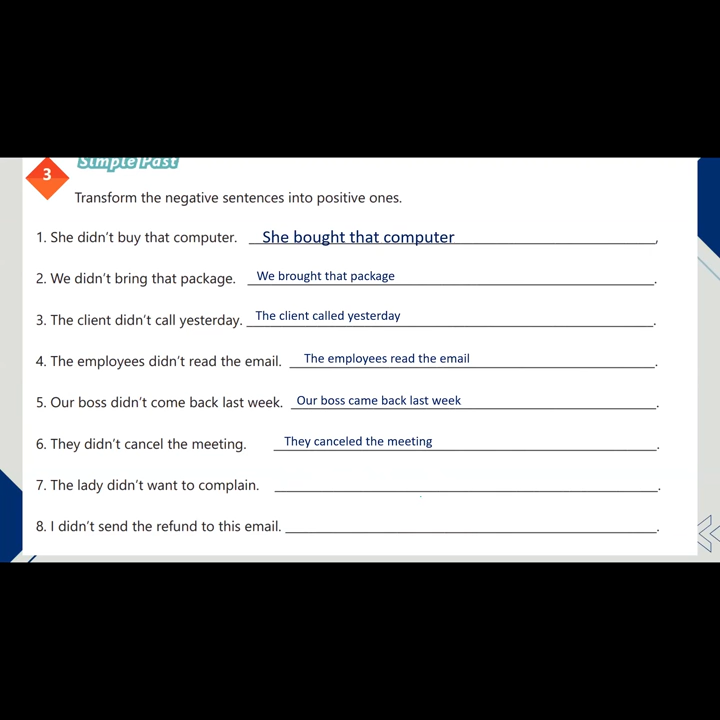 Simple Past
3
Transform the negative sentences into positive ones.
1. She didn't buy that computer. She bought that computer.
2. We didn't bring that package. We brought that package.
3. The client didn't call yesterday. The client called yesterday.
4. The employees didn't read the email. The employees read the email.
5. Our boss didn't come back last week. Our boss came back last week.
6. They didn't cancel the meeting. They canceled the meeting.
7. The lady didn't want to complain. .
8. I didn't send the refund to this email. .